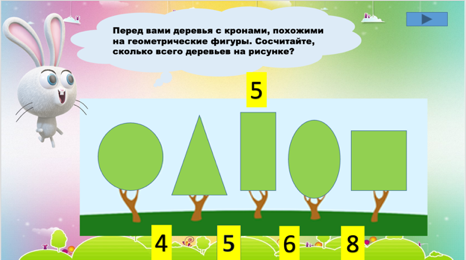 Перед вами деревья с кронами, похожими
на геометрические фигуры. Сосчитайте,
сколько всего деревьев на рисунке?
5
4 5 6 8